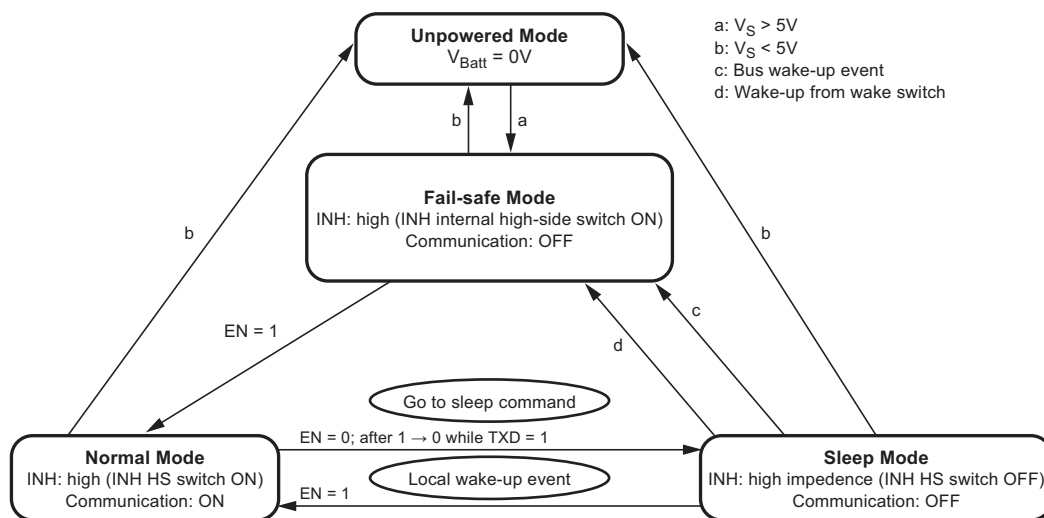 Unpowered Mode
V_Batt = 0V
a: V_S > 5V
b: V_S < 5V
c: Bus wake-up event
d: Wake-up from wake switch
b
a
Fail-safe Mode
INH: high (INH internal high-side switch ON)
Communication: OFF
b
b
EN = 1
d
c
Go to sleep command
EN = 0; after 1 → 0 while TXD = 1
Normal Mode
INH: high (INH HS switch ON)
Communication: ON
Local wake-up event
EN = 1
Sleep Mode
INH: high impedence (INH HS switch OFF)
Communication: OFF